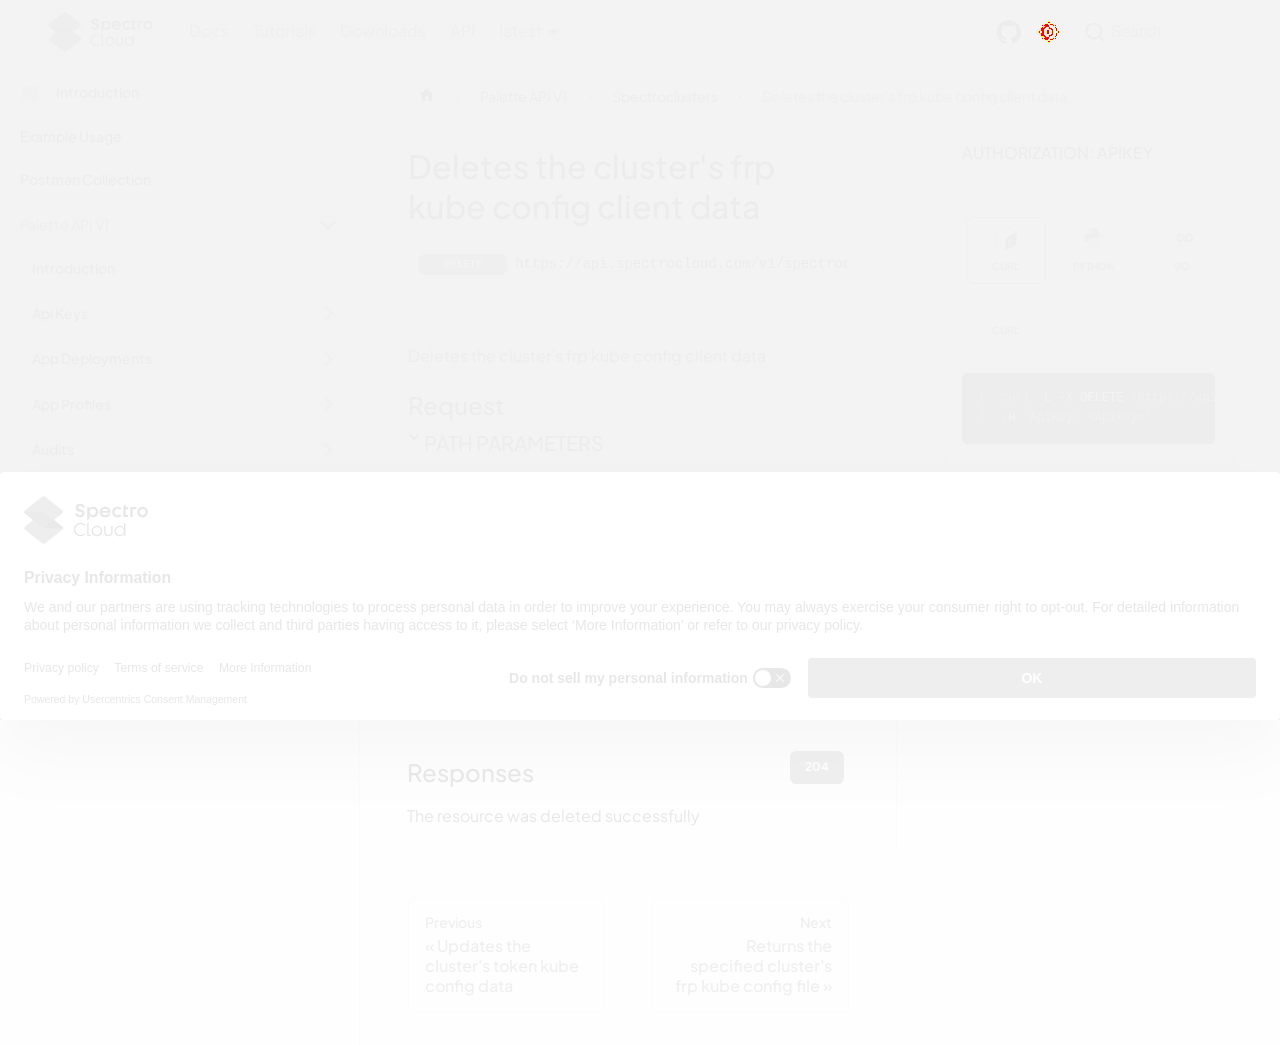 Spectro
Cloud
Docs
Tutorials
Downloads
API
latest
Search
Introduction
Example Usage
Postman Collection
Palette API V1
Introduction
Api Keys
App Deployments
App Profiles
Audits
Palette API V1
Spectroclusters
Deletes the cluster's frp kube config client data
Deletes the cluster's frp
kube config client data
https://api.spectrocloud.com/v1/spectroc
Deletes the cluster's frp kube config client data
Request
PATH PARAMETERS
AUTHORIZATION: APIKEY
CURL
PYTHON
GO
CURL
DELETE
Spectro
Cloud
Privacy Information
We and our partners are using tracking technologies to process personal data in order to improve your experience. You may always exercise your consumer right to opt-out. For detailed information
about personal information we collect and third parties having access to it, please select ‘More Information’ or refer to our privacy policy.
Privacy policy
Terms of service
More Information
Powered by Usercentrics Consent Management
Do not sell my personal information
OK
Responses
204
The resource was deleted successfully
Previous
« Updates the
cluster's token kube
config data
Next
Returns the
specified cluster's
frp kube config file »